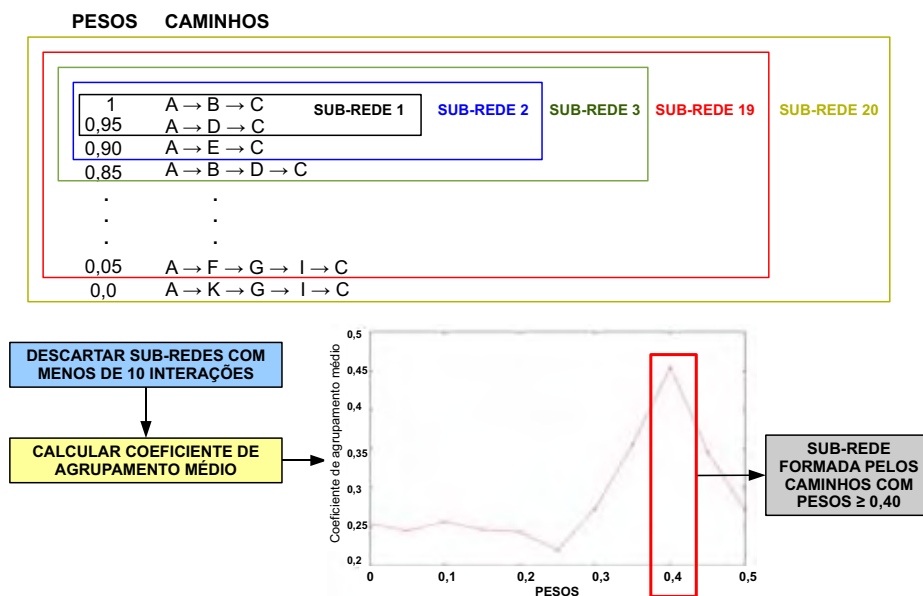 PESOS CAMINHOS
1 A → B → C SUB-REDE 1 SUB-REDE 2 SUB-REDE 3 SUB-REDE 19 SUB-REDE 20
0,95 A → D → C
0,90 A → E → C
0,85 A → B → D → C
. .
. .
. .
0,05 A → F → G → I → C
0,0 A → K → G → I → C
DESCARTAR SUB-REDES COM
MENOS DE 10 INTERAÇÕES
CALCULAR COEFICIENTE DE
AGRUPAMENTO MÉDIO
Coeficiente de agrupamento médio
0,5
0,45
0,4
0,35
0,3
0,25
0,2
0 0,1 0,2 0,3 0,4 0,5
PESOS
SUB-REDE
FORMADA PELOS
CAMINHOS COM
PESOS ≥ 0,40